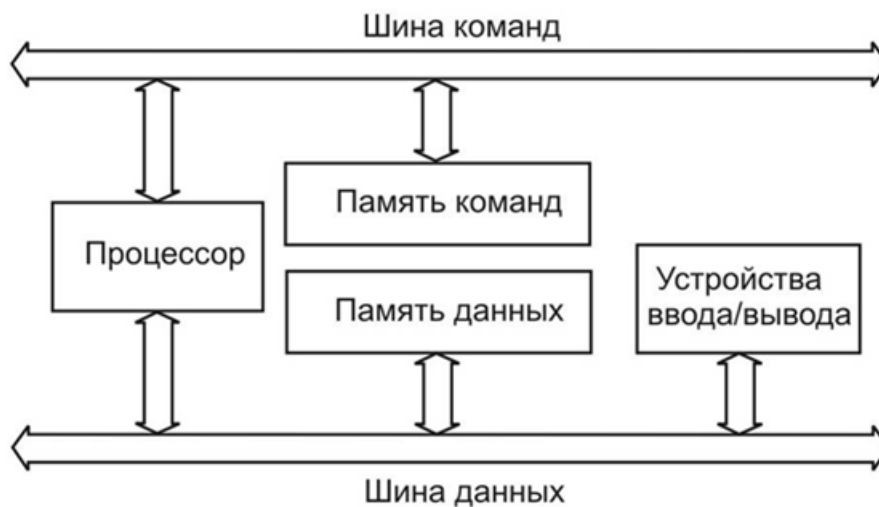 Шина команд
Память команд
Процессор
Память данных
Устройства
ввода/вывода
Шина данных